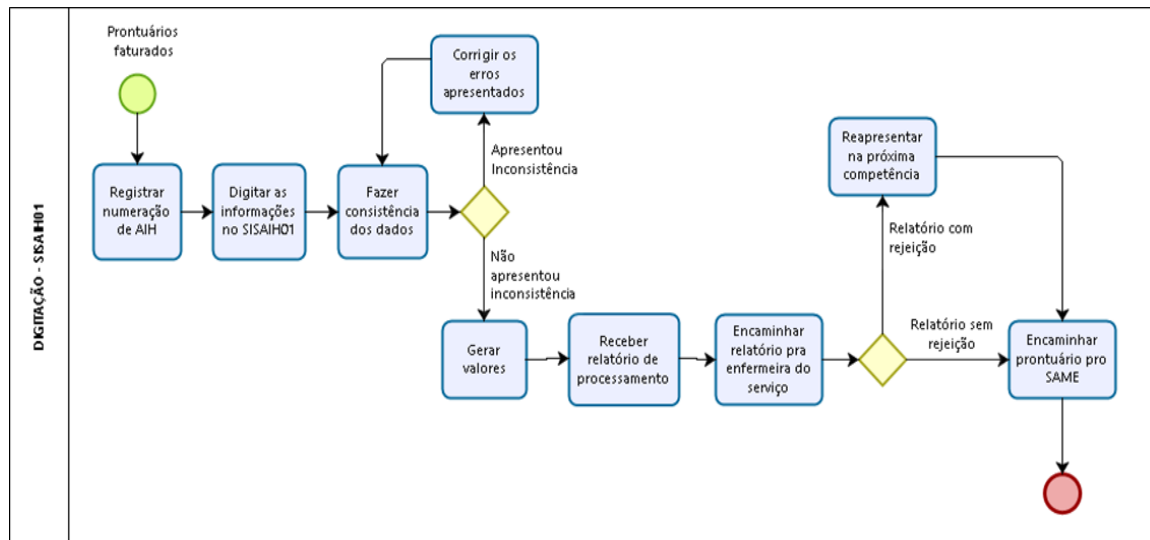 DIGITAÇÃO - SISAIH01
Prontuários
faturados
Registrar
numeração
de AIH
Digitar as
informações
no SISAIH01
Fazer
consistência
dos dados
Corrigir os
erros
apresentados
Apresentou
Inconsistência
Não
apresentou
inconsistência
Gerar
valores
Receber
relatório de
processamento
Encaminhar
relatório pra
enfermeira do
serviço
Relatório com
rejeição
Reapresentar
na próxima
competência
Relatório sem
rejeição
Encaminhar
prontuário pro
SAME